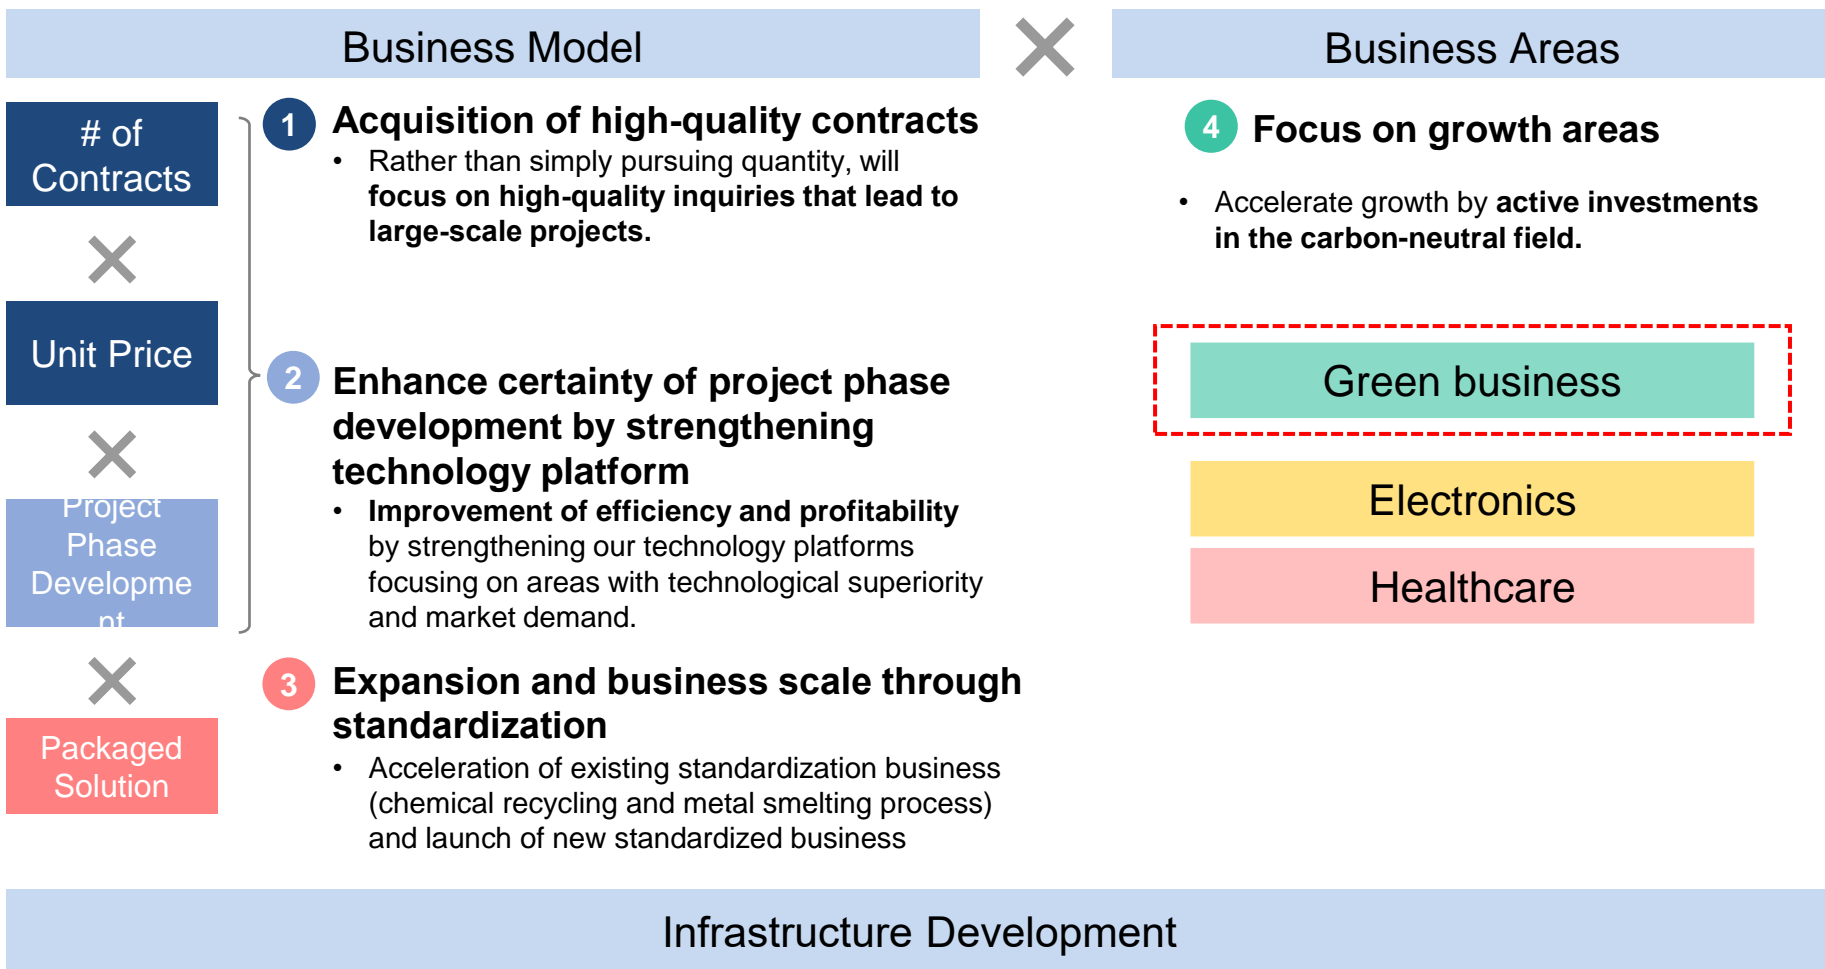 Business Model
Business Areas
# of
Contracts
Unit Price
Project
Phase
Developme
nt
Packaged
Solution
1
Acquisition of high-quality contracts
• Rather than simply pursuing quantity, will
focus on high-quality inquiries that lead to
large-scale projects.
2
Enhance certainty of project phase
development by strengthening
technology platform
• Improvement of efficiency and profitability
by strengthening our technology platforms
focusing on areas with technological superiority
and market demand.
3
Expansion and business scale through
standardization
• Acceleration of existing standardization business
(chemical recycling and metal smelting process)
and launch of new standardized business
4
Focus on growth areas
• Accelerate growth by active investments
in the carbon-neutral field.
Green business
Electronics
Healthcare
Infrastructure Development